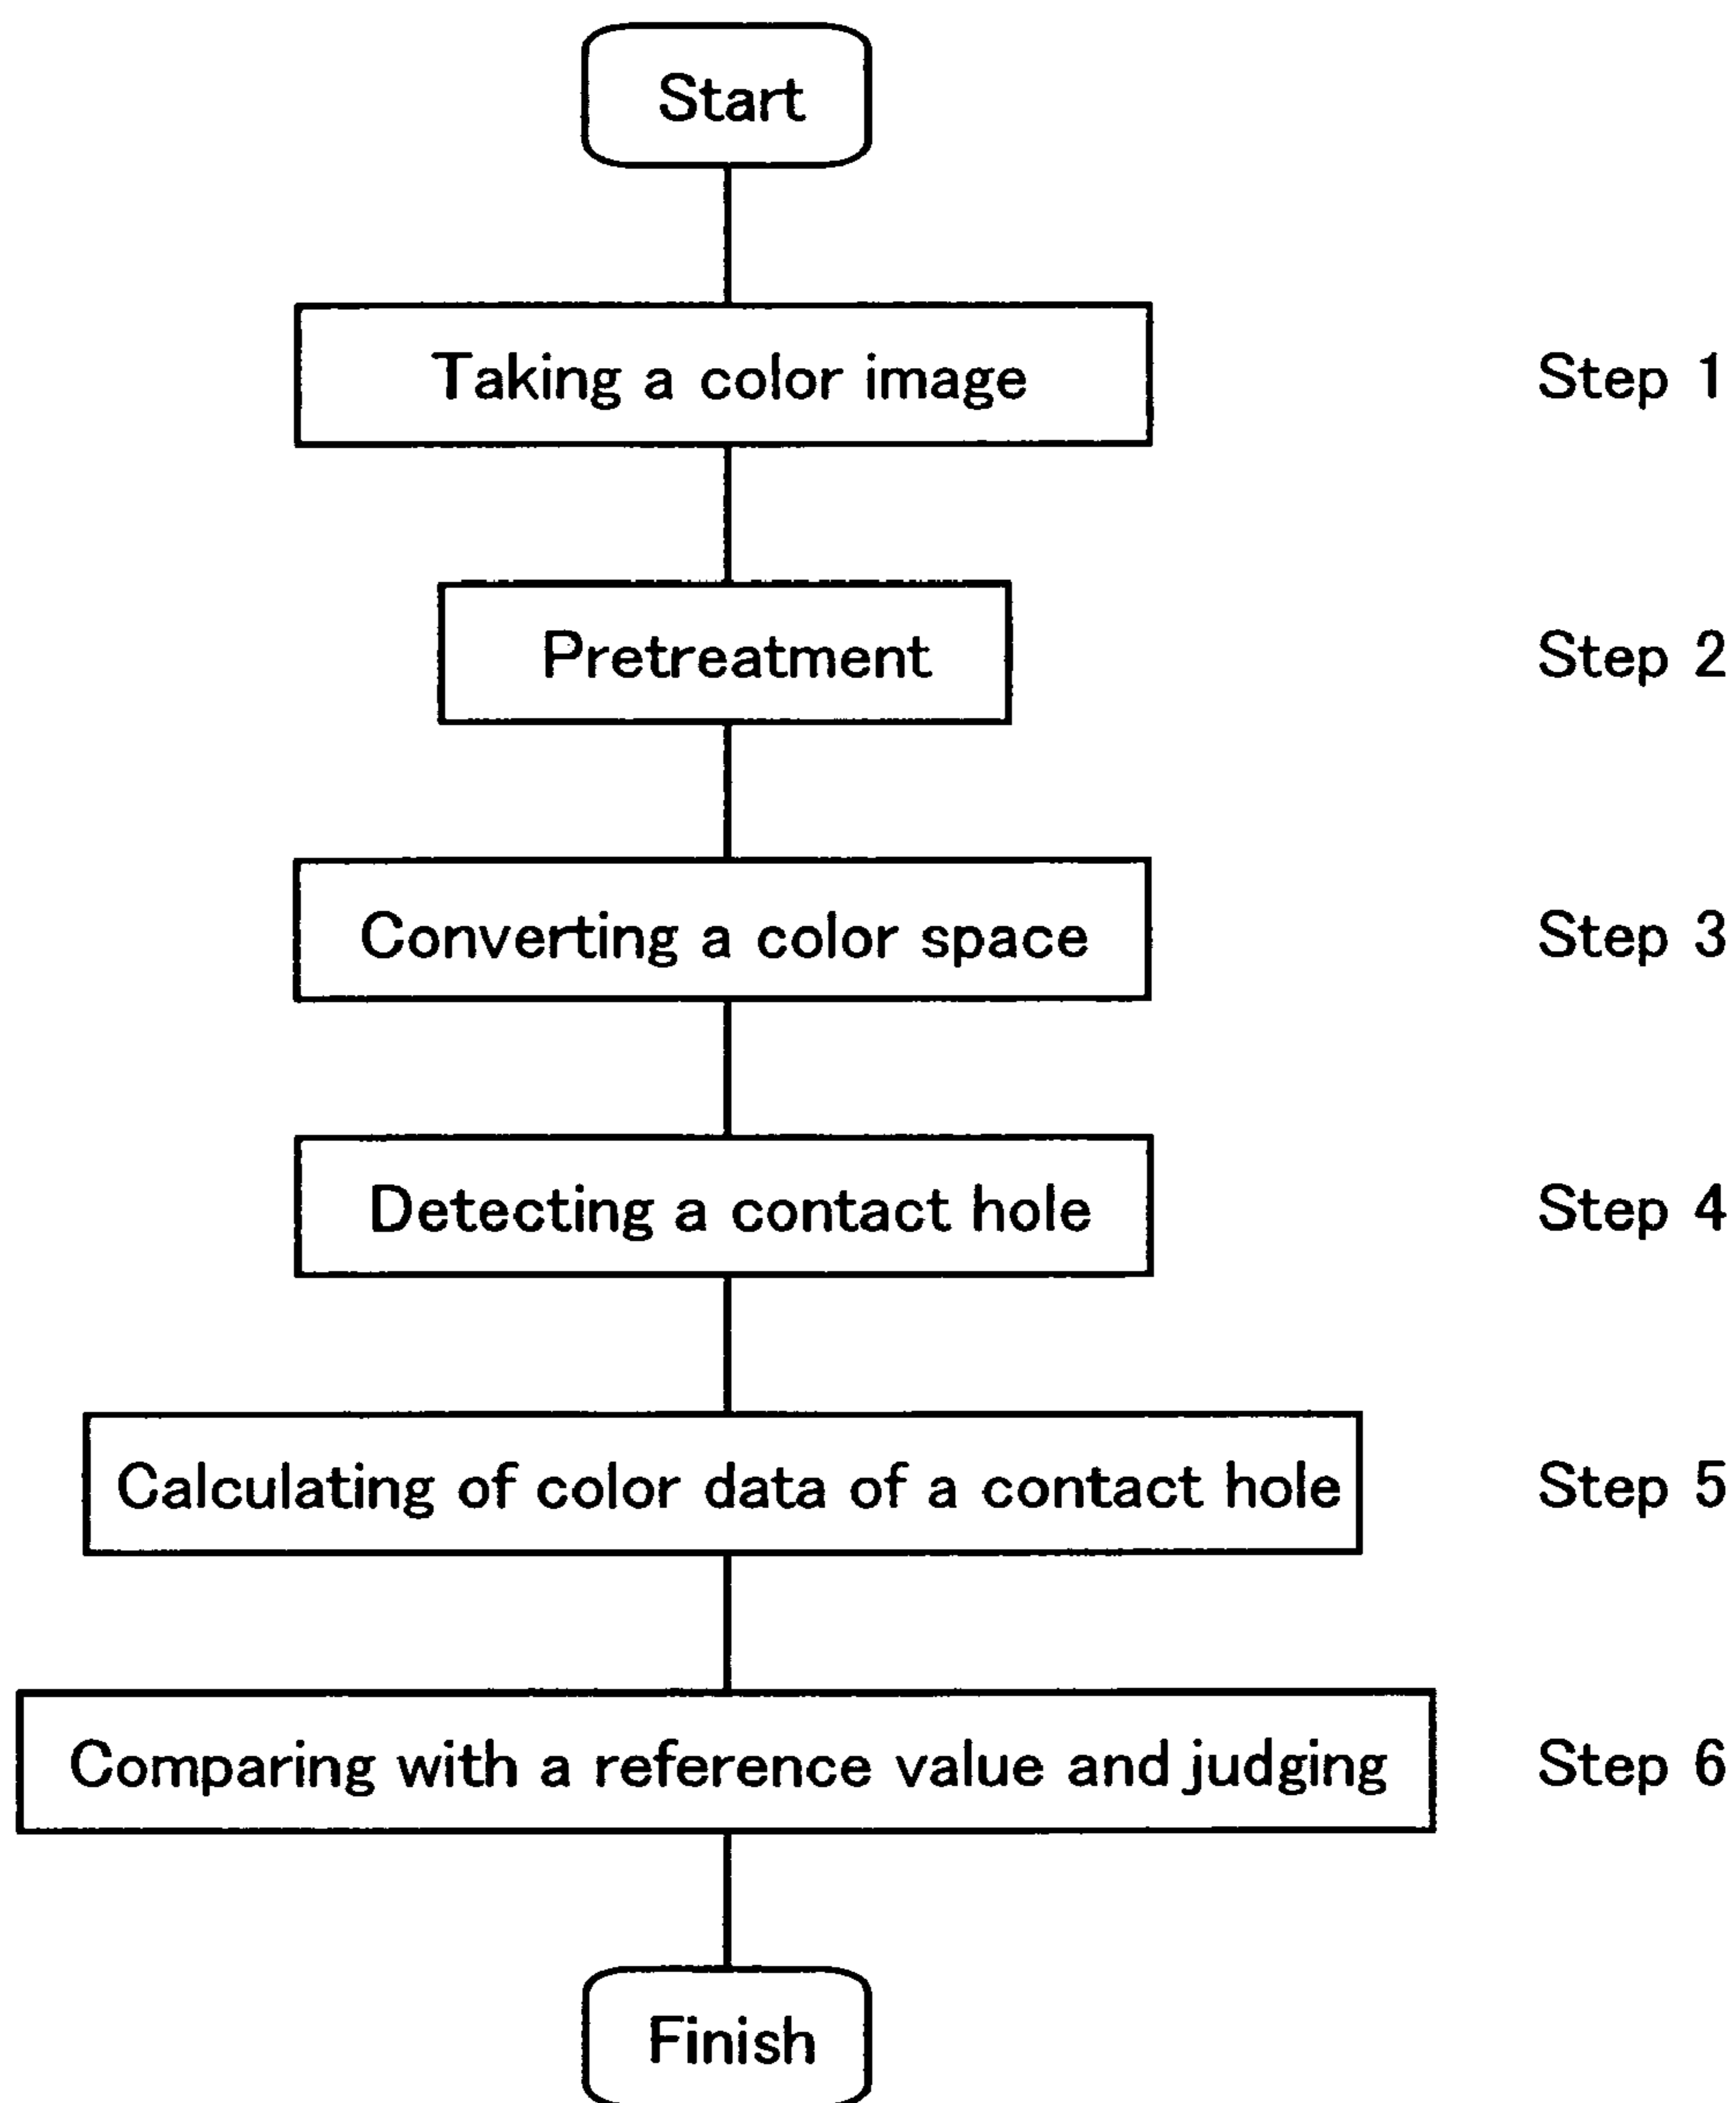 Start
Taking a color image
Step 1
Pretreatment
Step 2
Converting a color space
Step 3
Detecting a contact hole
Step 4
Calculating of color data of a contact hole
Step 5
Comparing with a reference value and judging
Step 6
Finish